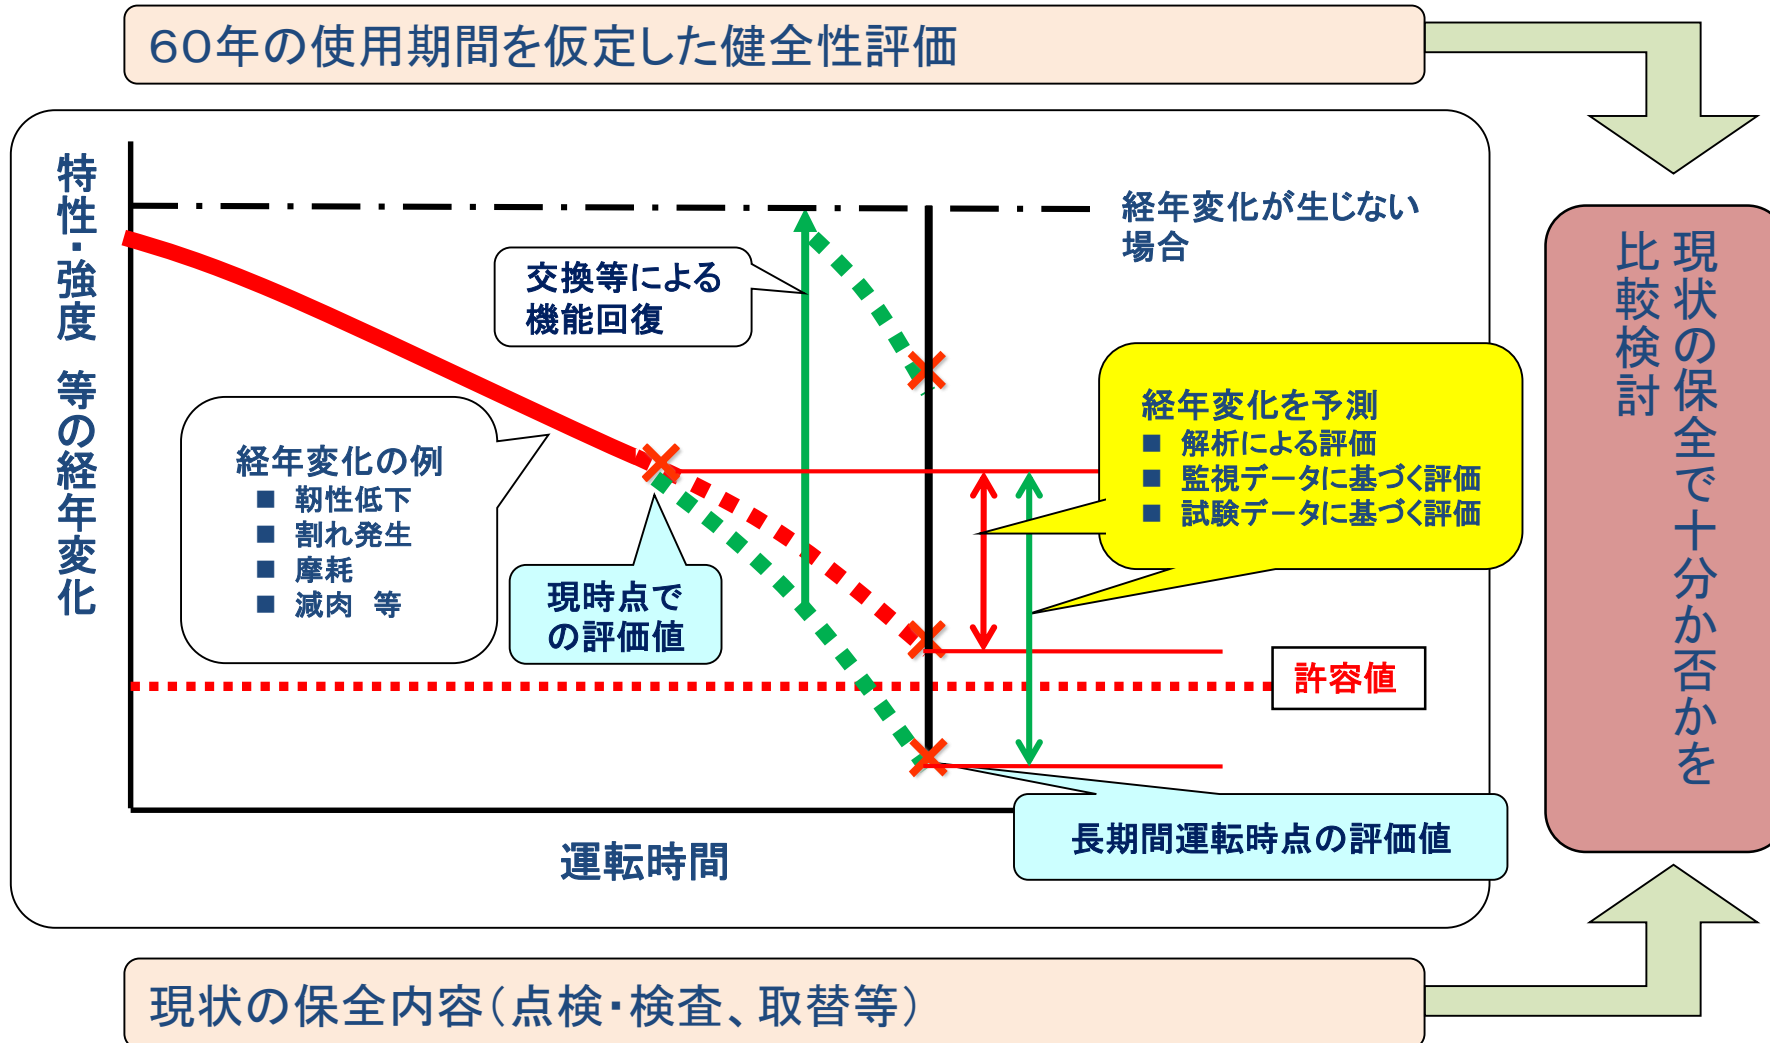 60年の使用期間を仮定した健全性評価
特性・強度 等の経年変化
経年変化が生じない
場合
交換等による
機能回復
経年変化の例
■ 靭性低下
■ 割れ発生
■ 摩耗
■ 減肉 等
現時点で
の評価値
経年変化を予測
■ 解析による評価
■ 監視データに基づく評価
■ 試験データに基づく評価
許容値
長期間運転時点の評価値
運転時間
現状の保全で十分か否かを
比較検討
現状の保全内容(点検・検査、取替等)